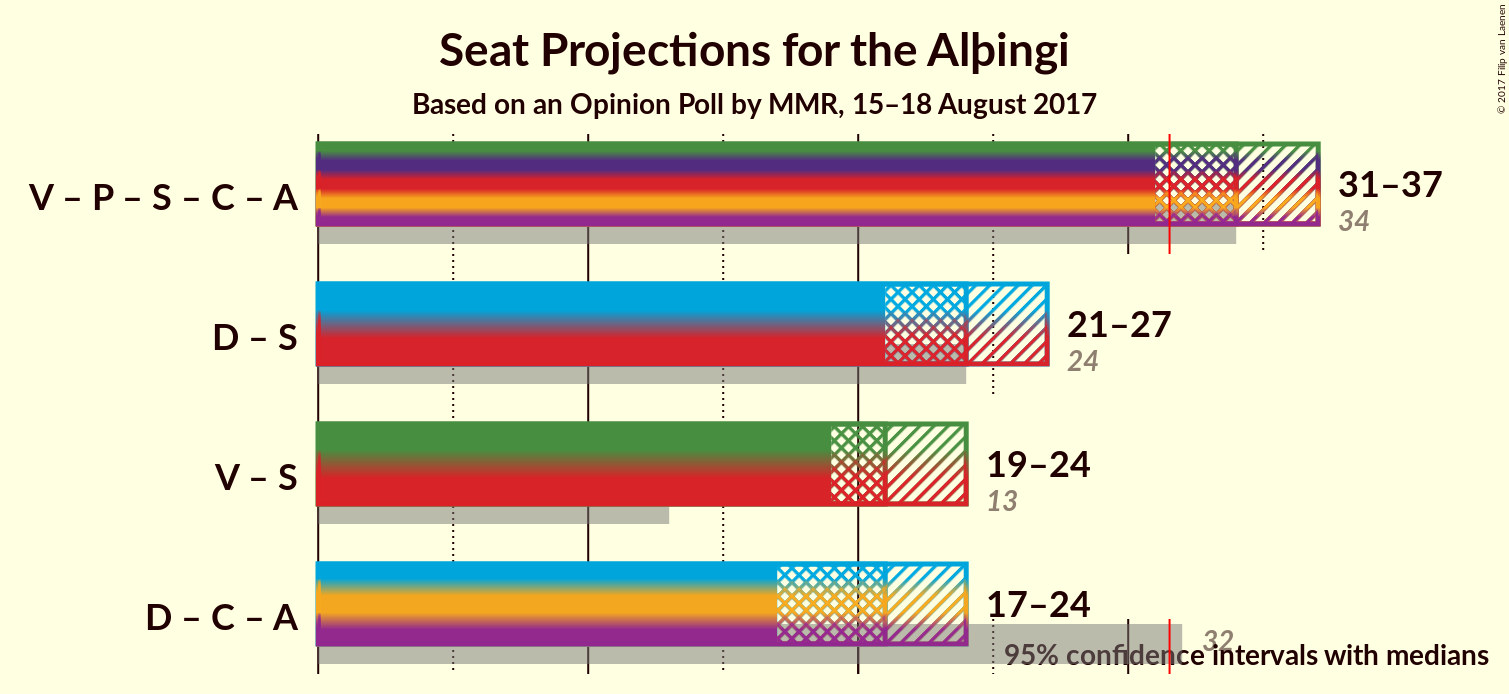 Seat Projections for the Alþingi
Based on an Opinion Poll by MMR, 15–18 August 2017
© 2017 Filip van Laenen
V – P – S – C – A
31–37
34
D – S
21–27
24
V – S
19–24
13
D – C – A
17–24
32
95% confidence intervals with medians